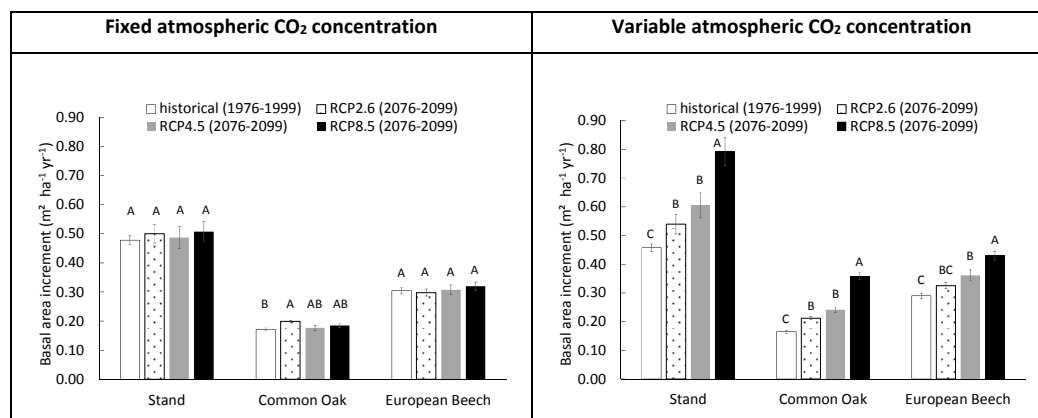 Fixed atmospheric CO₂ concentration
Variable atmospheric CO₂ concentration
historical (1976-1999) RCP2.6 (2076-2099)
RCP4.5 (2076-2099) RCP8.5 (2076-2099)
Basal area increment (m² ha⁻¹ yr⁻¹)
0.90
0.80
0.70
0.60
0.50
0.40
0.30
0.20
0.10
0.00
A A A A
B A AB AB
A A A A
Stand Common Oak European Beech
historical (1976-1999) RCP2.6 (2076-2099)
RCP4.5 (2076-2099) RCP8.5 (2076-2099)
Basal area increment (m² ha⁻¹ yr⁻¹)
0.90
0.80
0.70
0.60
0.50
0.40
0.30
0.20
0.10
0.00
C B B A
C B B A
C BC B A
Stand Common Oak European Beech